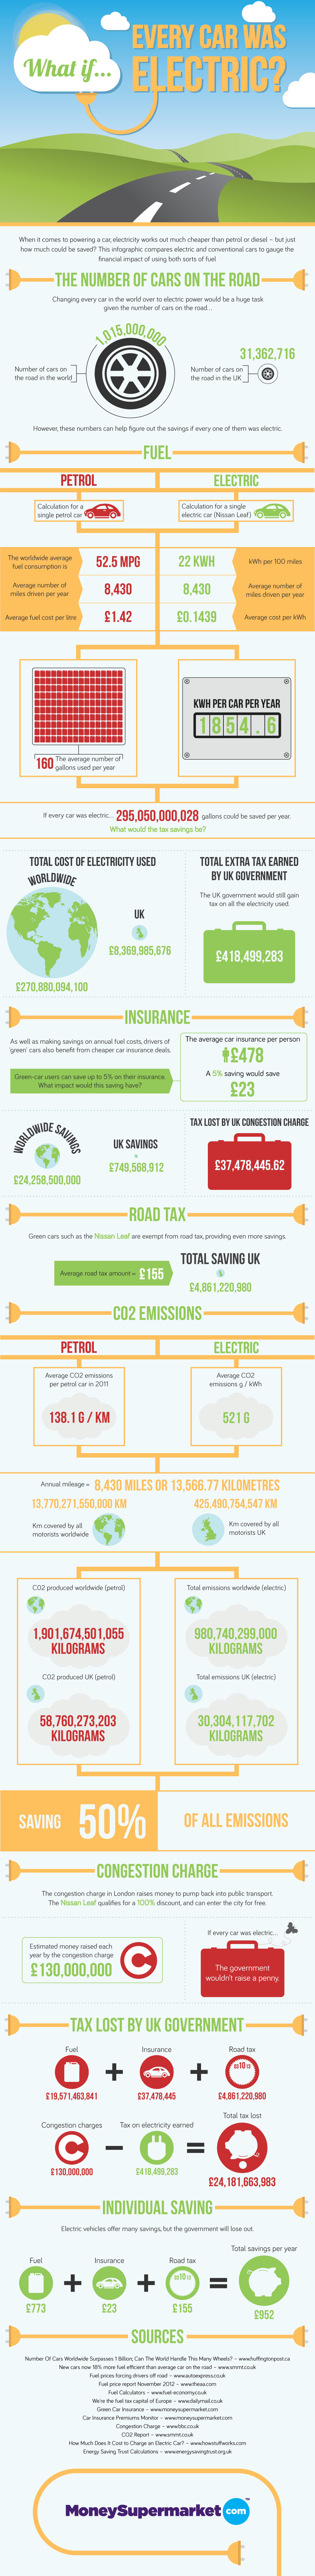 What if...
EVERY CAR WAS
ELECTRIC?
When it comes to powering a car, electricity works out much cheaper than petrol or diesel – but just
how much could be saved? This infographic compares electric and conventional cars to gauge the
financial impact of using both sorts of fuel
THE NUMBER OF CARS ON THE ROAD
Changing every car in the world over to electric power would be a huge task
given the number of cars on the road...
1,015,000,000
Number of cars on
the road in the world
31,362,716
Number of cars on
the road in the UK
However, these numbers can help figure out the savings if every one of them was electric.
FUEL
PETROL
ELECTRIC
Calculation for a
single petrol car
Calculation for a single
electric car (Nissan Leaf)
The worldwide average
fuel consumption is
52.5 MPG
22 KWH
kWh per 100 miles
Average number of
miles driven per year
8,430
8,430
Average number of
miles driven per year
Average fuel cost per litre
£1.42
£0.1439
Average cost per kWh
160 The average number of
gallons used per year
KWH PER CAR PER YEAR
1854.6
If every car was electric... 295,050,000,028 gallons could be saved per year.
What would the tax savings be?
TOTAL COST OF ELECTRICITY USED
WORLDWIDE
£270,880,094,100
UK
£8,369,985,676
TOTAL EXTRA TAX EARNED
BY UK GOVERNMENT
The UK government would still gain
tax on all the electricity used.
£418,499,283
INSURANCE
As well as making savings on annual fuel costs, drivers of
'green' cars also benefit from cheaper car insurance deals.
Green-car users can save up to 5% on their insurance.
What impact would this saving have?
The average car insurance per person
£478
A 5% saving would save
£23
WORLDWIDE SAVINGS
£24,258,500,000
UK SAVINGS
£749,568,912
TAX LOST BY UK CONGESTION CHARGE
£37,478,445.62
ROAD TAX
Green cars such as the Nissan Leaf are exempt from road tax, providing even more savings.
Average road tax amount = £155
TOTAL SAVING UK
£4,861,220,980
CO2 EMISSIONS
PETROL
ELECTRIC
Average CO2 emissions
per petrol car in 2011
138.1 G / KM
Average CO2
emissions g / kWh
521 G
Annual mileage = 8,430 MILES OR 13,566.77 KILOMETRES
13,770,271,550,000 KM
Km covered by all
motorists worldwide
425,490,754,547 KM
Km covered by all
motorists UK
CO2 produced worldwide (petrol)
1,901,674,501,055
KILOGRAMS
CO2 produced UK (petrol)
58,760,273,203
KILOGRAMS
Total emissions worldwide (electric)
980,740,299,000
KILOGRAMS
Total emissions UK (electric)
30,304,117,702
KILOGRAMS
SAVING 50% OF ALL EMISSIONS
CONGESTION CHARGE
The congestion charge in London raises money to pump back into public transport.
The Nissan Leaf qualifies for a 100% discount, and can enter the city for free.
Estimated money raised each
year by the congestion charge
£130,000,000
C
If every car was electric...
The government
wouldn't raise a penny.
TAX LOST BY UK GOVERNMENT
Fuel
Insurance
Road tax
£19,571,463,841
+
£37,478,445
+
£4,861,220,980
Congestion charges
Tax on electricity earned
Total tax lost
C
£130,000,000
–
£418,499,283
=
£24,181,663,983
INDIVIDUAL SAVING
Electric vehicles offer many savings, but the government will lose out.
Total savings per year
Fuel
Insurance
Road tax
£773
+
£23
+
£155
=
£952
SOURCES
Number Of Cars Worldwide Surpasses 1 Billion; Can The World Handle This Many Wheels? – www.huffingtonpost.ca
New cars now 18% more fuel efficient than average car on the road – www.smmt.co.uk
Fuel prices forcing drivers off road – www.autoexpress.co.uk
Fuel price report November 2012 – www.theaa.com
Fuel Calculators – www.fuel-economy.co.uk
We're the fuel tax capital of Europe – www.dailymail.co.uk
Green Car Insurance – www.moneysupermarket.com
Car Insurance Premiums Monitor – www.moneysupermarket.com
Congestion Charge – www.bbc.co.uk
CO2 Report – www.smmt.co.uk
How Much Does It Cost to Charge an Electric Car? – www.howstuffworks.com
Energy Saving Trust Calculations – www.energysavingtrust.org.uk
MoneySupermarket com